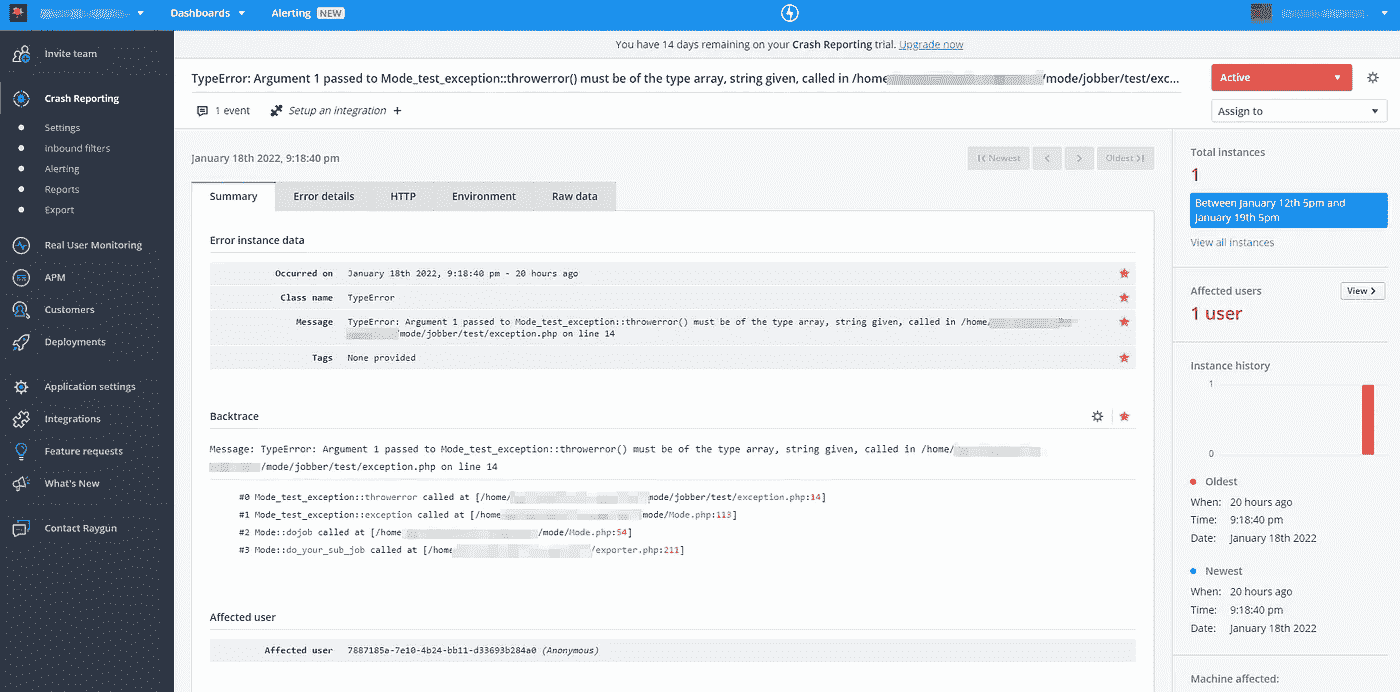 Dashboards
Alerting NEW
Invite team
Crash Reporting
Settings
Inbound filters
Alerting
Reports
Export
Real User Monitoring
APM
Customers
Deployments
Application settings
Integrations
Feature requests
What's New
Contact Raygun
You have 14 days remaining on your Crash Reporting trial. Upgrade now
TypeError: Argument 1 passed to Mode_test_exception::throwerror() must be of the type array, string given, called in /home /mode/jobber/test/exc...
1 event Setup an integration +
Active
Assign to
January 18th 2022, 9:18:40 pm
Newest < > Oldest
Summary Error details HTTP Environment Raw data
Error instance data
Occurred on January 18th 2022, 9:18:40 pm - 20 hours ago
Class name TypeError
Message TypeError: Argument 1 passed to Mode_test_exception::throwerror() must be of the type array, string given, called in /home/
/mode/jobber/test/exception.php on line 14
Tags None provided
Backtrace
Message: TypeError: Argument 1 passed to Mode_test_exception::throwerror() must be of the type array, string given, called in /home/
/mode/jobber/test/exception.php on line 14
#0 Mode_test_exception::throwerror called at [/home/ mode/jobber/test/exception.php:14]
#1 Mode_test_exception::exception called at [/home mode/Mode.php:113]
#2 Mode::dojob called at [/home /mode/Mode.php:54]
#3 Mode::do_your_sub_job called at [/home /exporter.php:211]
Affected user
Affected user 7887185a-7e10-4b24-bb11-d33693b284a0 (Anonymous)
Total instances
1
Between January 12th 5pm and
January 19th 5pm
View all instances
Affected users View >
1 user
Instance history
1
0
Oldest
When: 20 hours ago
Time: 9:18:40 pm
Date: January 18th 2022
Newest
When: 20 hours ago
Time: 9:18:40 pm
Date: January 18th 2022
Machine affected: